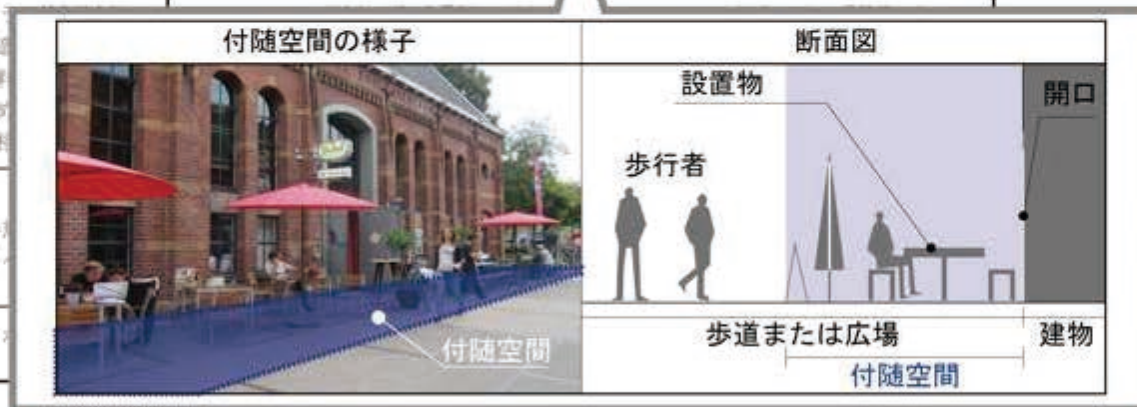 付随空間の様子
断面図
設置物
開口
歩行者
付随空間
歩道または広場
建物
付随空間